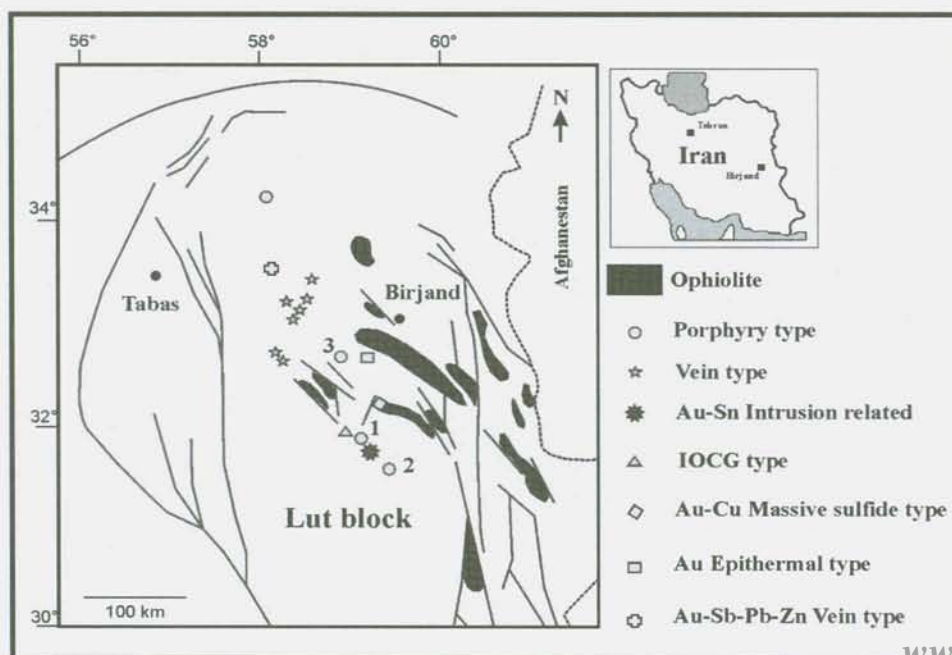 56°
58°
60°
N
34°
32°
30°
Afghanestan
Tabas
Birjand
3
1
2
Lut block
100 km
Tehran
Iran
Birjand
Ophiolite
Porphyry type
Vein type
Au-Sn Intrusion related
IOCG type
Au-Cu Massive sulfide type
Au Epithermal type
Au-Sb-Pb-Zn Vein type